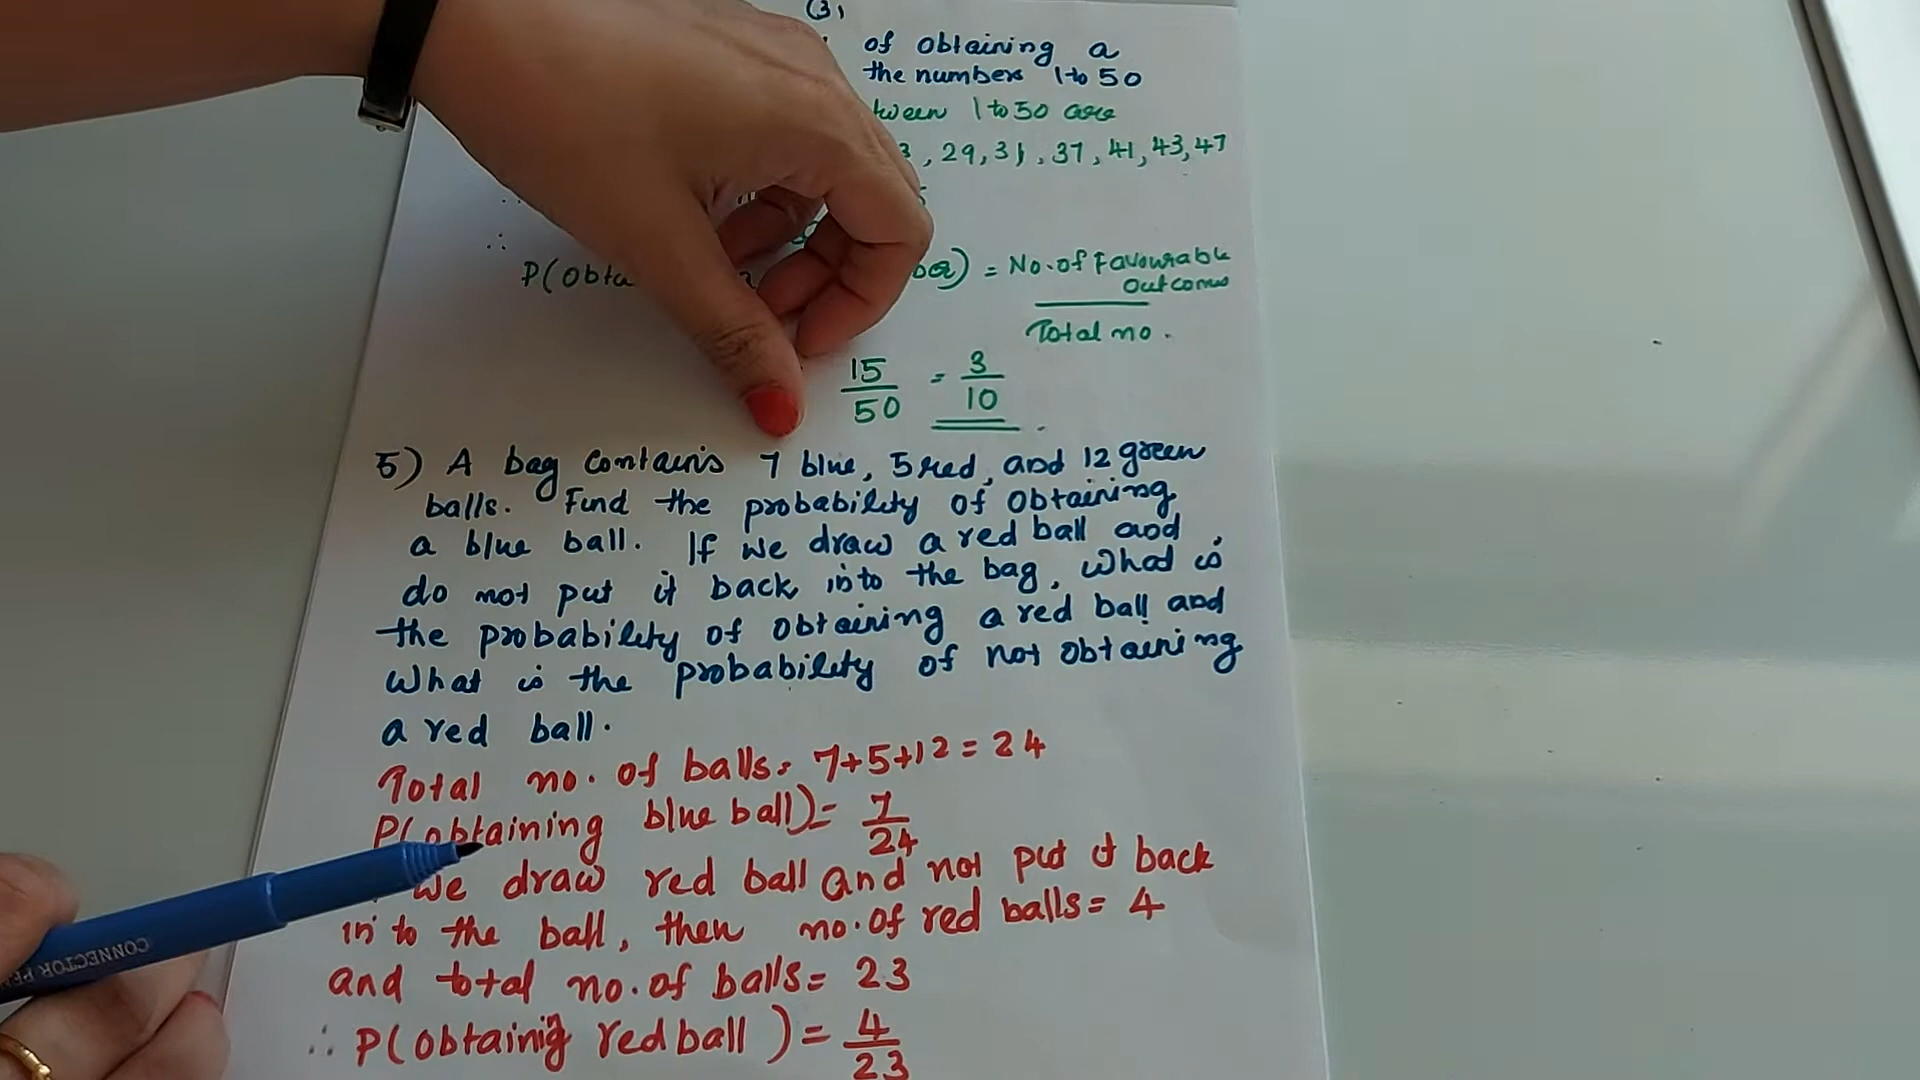 (3)
of obtaining a
the numbers 1 to 50
tween 1 to 50 are
3, 29, 31, 37, 41, 43, 47
∴
∴
P(Obta = No. of Favourable
Outcomes
Total no.
15/50 = 3/10
5) A bag contains 7 blue, 5 red, and 12 green
balls. Find the probability of obtaining
a blue ball. If we draw a red ball and
do not put it back into the bag, what is
the probability of obtaining a red ball and
what is the probability of not obtaining
a red ball.
Total no. of balls = 7+5+12 = 24
P(obtaining blue ball) = 7/24
We draw red ball and not put it back
in to the ball, then no. of red balls = 4
and total no. of balls = 23
∴ P(obtainig red ball) = 4/23
CONNECTOR PEN